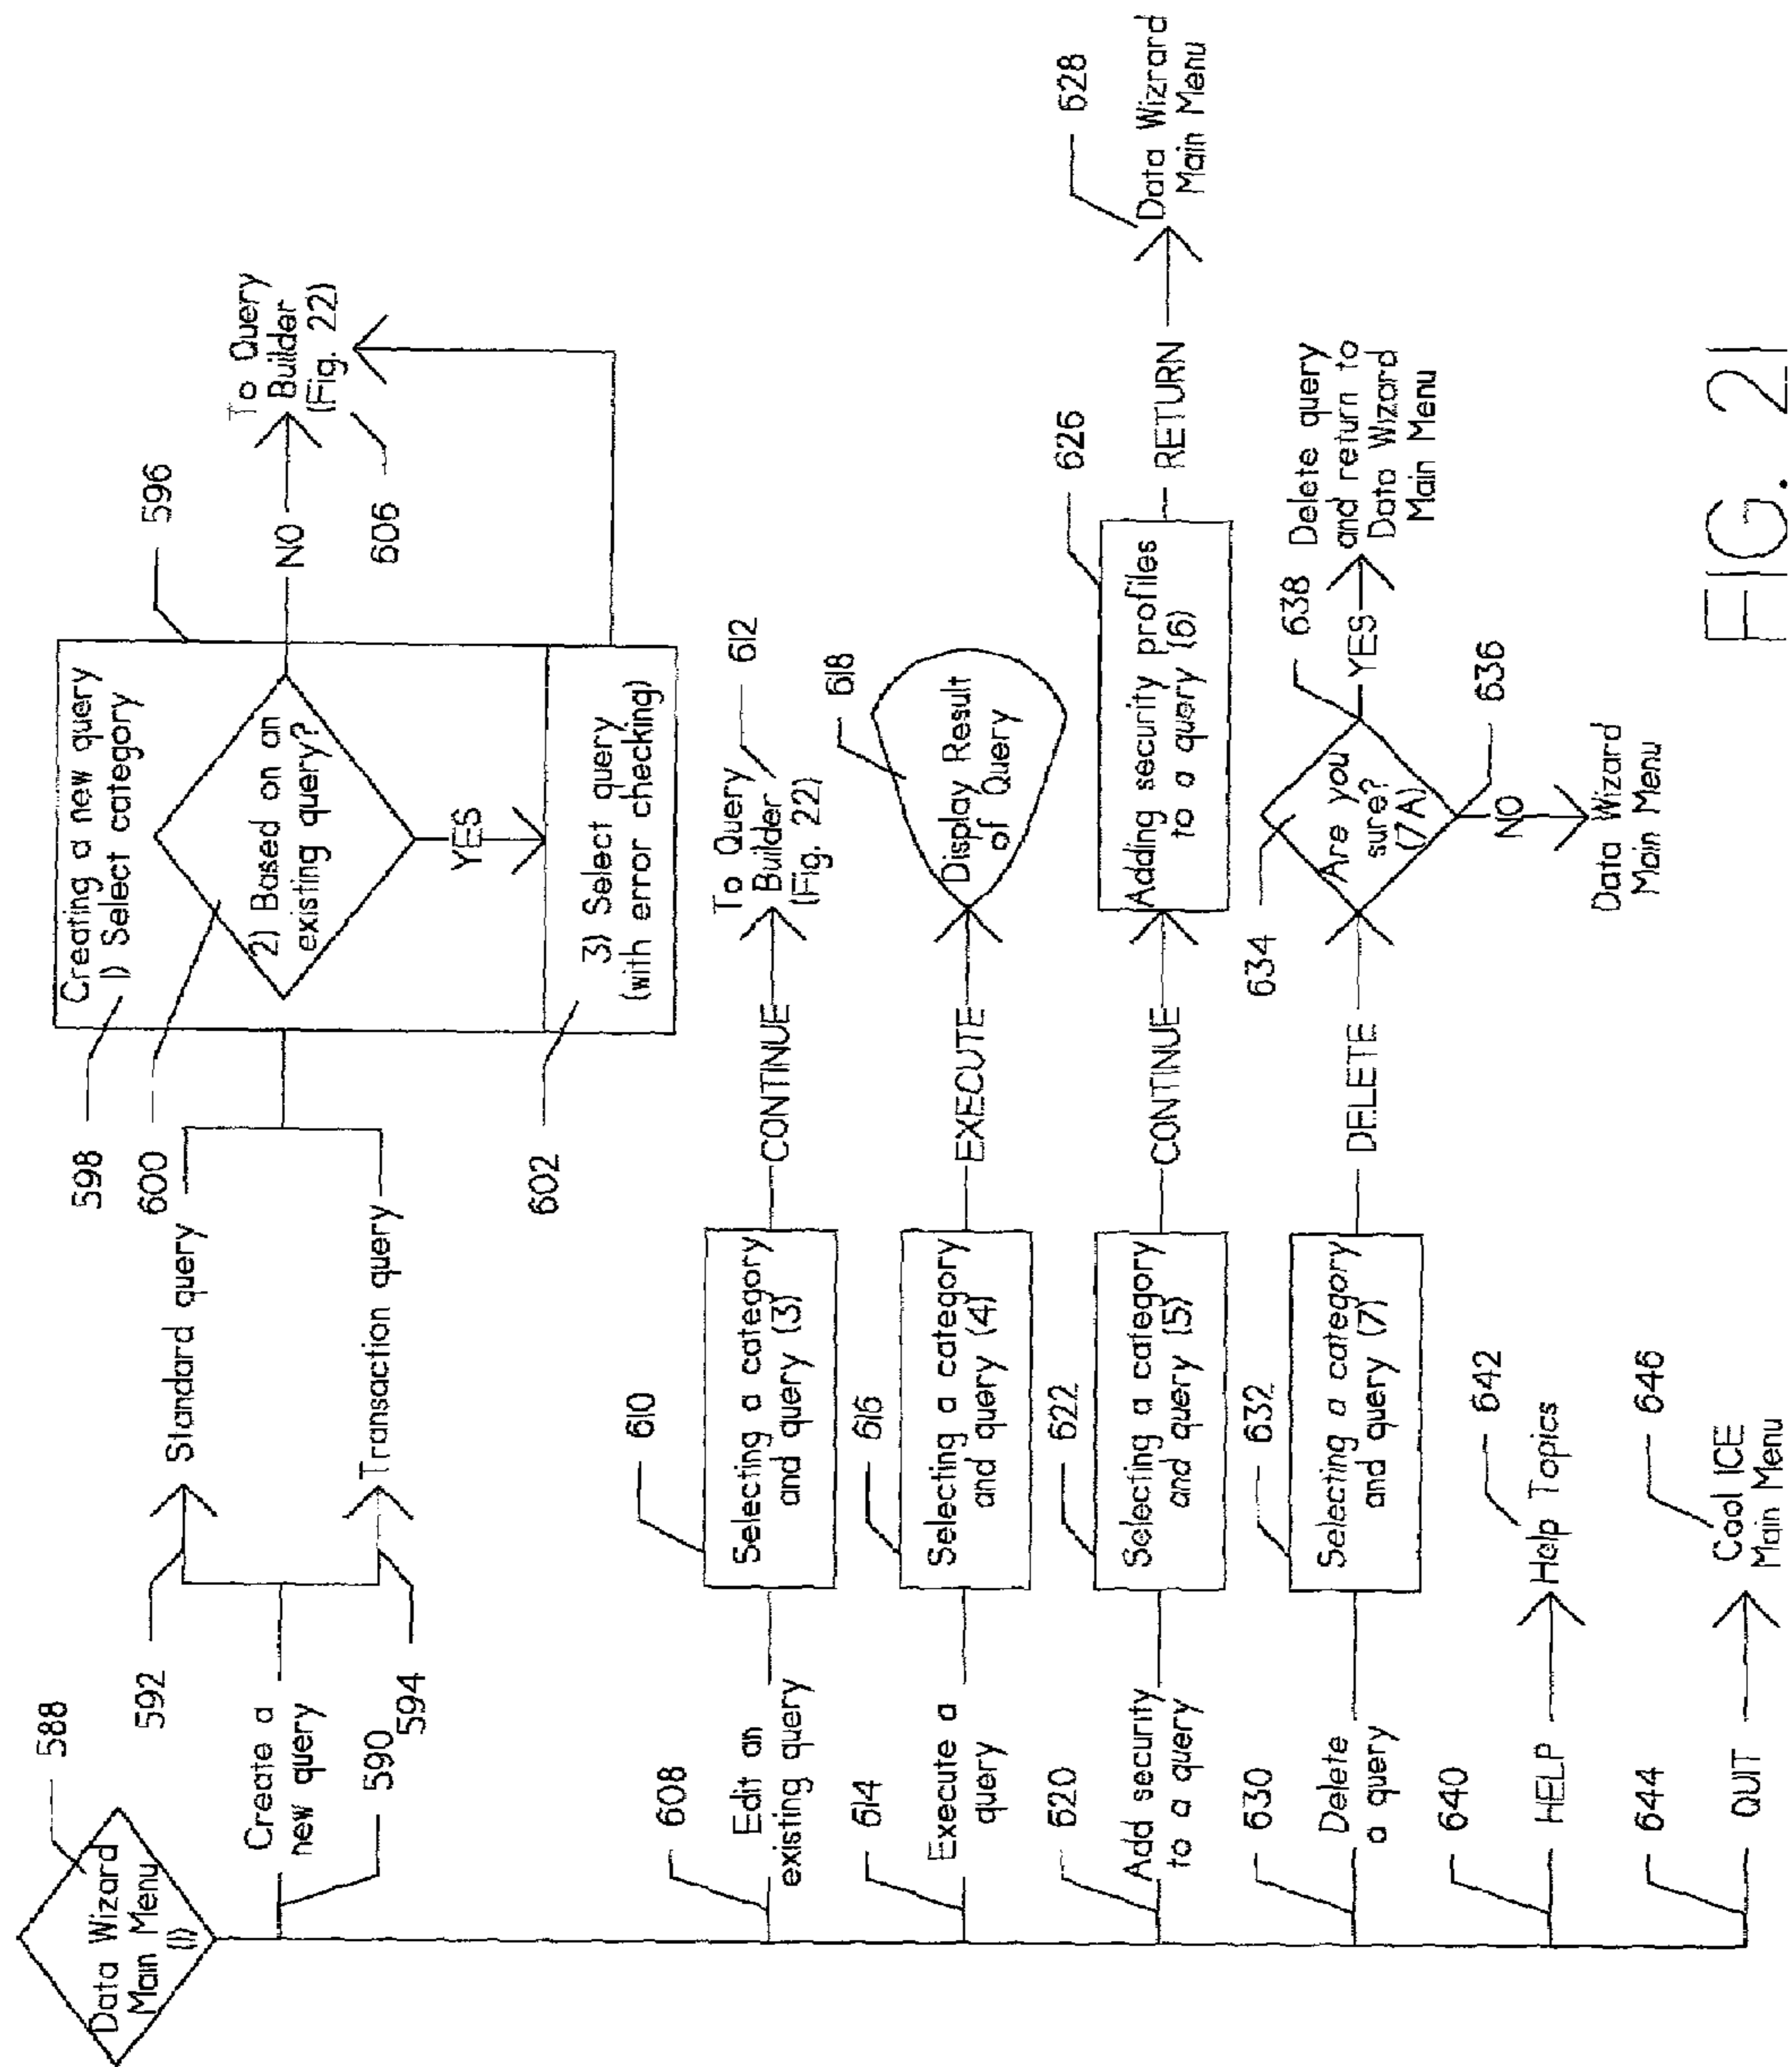 Data Wizard
Main Menu
(1)
588
Create a
new query
590
592
Standard query
594
Transaction query
596
598
Creating a new query
1) Select category
600
2) Based on an
existing query?
NO
YES
602
3) Select query
(with error checking)
To Query
Builder
(Fig. 22)
606
608
Edit an
existing query
610
Selecting a category
and query (3)
CONTINUE
To Query
Builder
(Fig. 22)
612
614
Execute a
query
616
Selecting a category
and query (4)
EXECUTE
Display Result
of Query
618
620
Add security
to a query
622
Selecting a category
and query (5)
CONTINUE
Adding security profiles
to a query (6)
626
RETURN
Data Wizrard
Main Menu
628
630
Delete
a query
632
Selecting a category
and query (7)
DELETE
634
Are you
sure?
(7A)
638
YES
Delete query
and return to
Data Wizard
Main Menu
636
NO
Data Wizard
Main Menu
640
HELP
Help Topics
642
644
QUIT
Cool ICE
Main Menu
646
FIG. 21